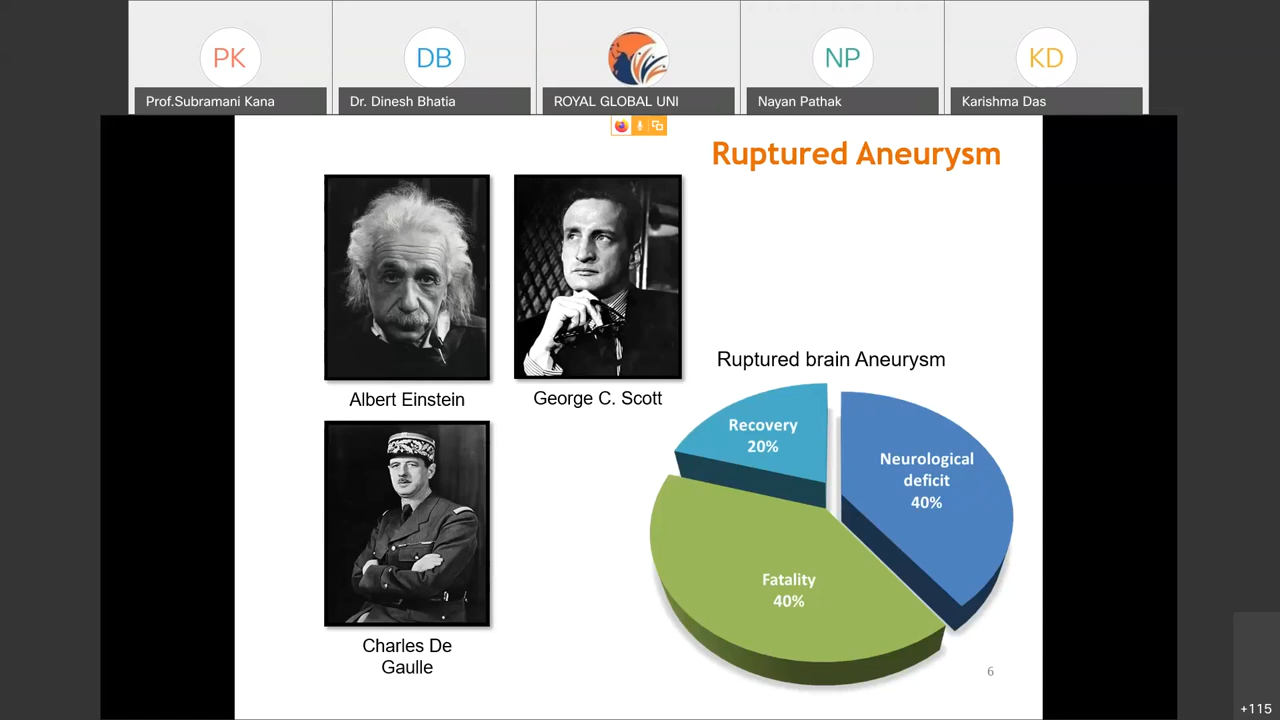 PK
DB
NP
KD
Prof.Subramani Kana
Dr. Dinesh Bhatia
ROYAL GLOBAL UNI
Nayan Pathak
Karishma Das
Ruptured Aneurysm
Albert Einstein
George C. Scott
Charles De
Gaulle
Ruptured brain Aneurysm
Recovery
20%
Neurological
deficit
40%
Fatality
40%
6
+115